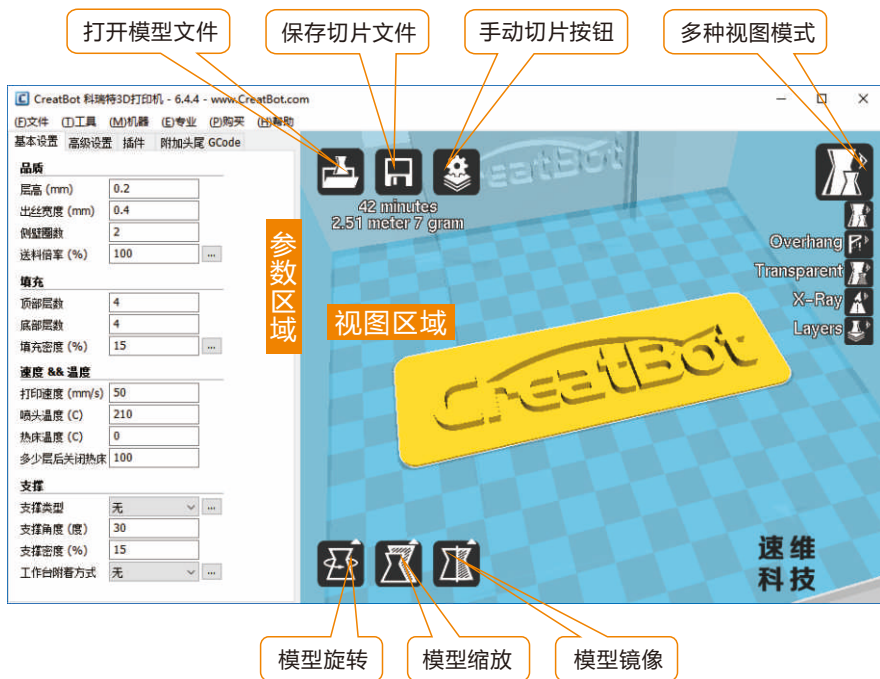 打开模型文件
保存切片文件
手动切片按钮
多种视图模式
CreatBot 科瑞特3D打印机 - 6.4.4 - www.CreatBot.com
(F)文件 (T)工具 (M)机器 (E)专业 (P)购买 (H)帮助
基本设置 高级设置 插件 附加头尾 GCode
品质
层高 (mm) 0.2
出丝宽度 (mm) 0.4
侧壁圈数 2
送料倍率 (%) 100 ...
填充
顶部层数 4
底部层数 4
填充密度 (%) 15 ...
速度 && 温度
打印速度 (mm/s) 50
喷头温度 (C) 210
热床温度 (C) 0
多少层后关闭热床 100
支撑
支撑类型 无 ...
支撑角度 (度) 30
支撑密度 (%) 15
工作台附着方式 无 ...
参数区域
CreatBot
42 minutes
2.51 meter 7 gram
视图区域
Overhang
Transparent
X-Ray
Layers
CreatBot
速维
科技
模型旋转
模型缩放
模型镜像